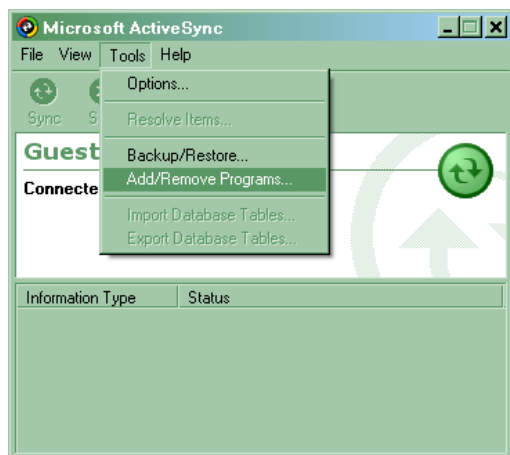 Microsoft ActiveSync
File View Tools Help
Options...
Sync S
Resolve Items...
Guest
Backup/Restore...
Connecte
Add/Remove Programs...
Import Database Tables...
Export Database Tables...
Information Type Status